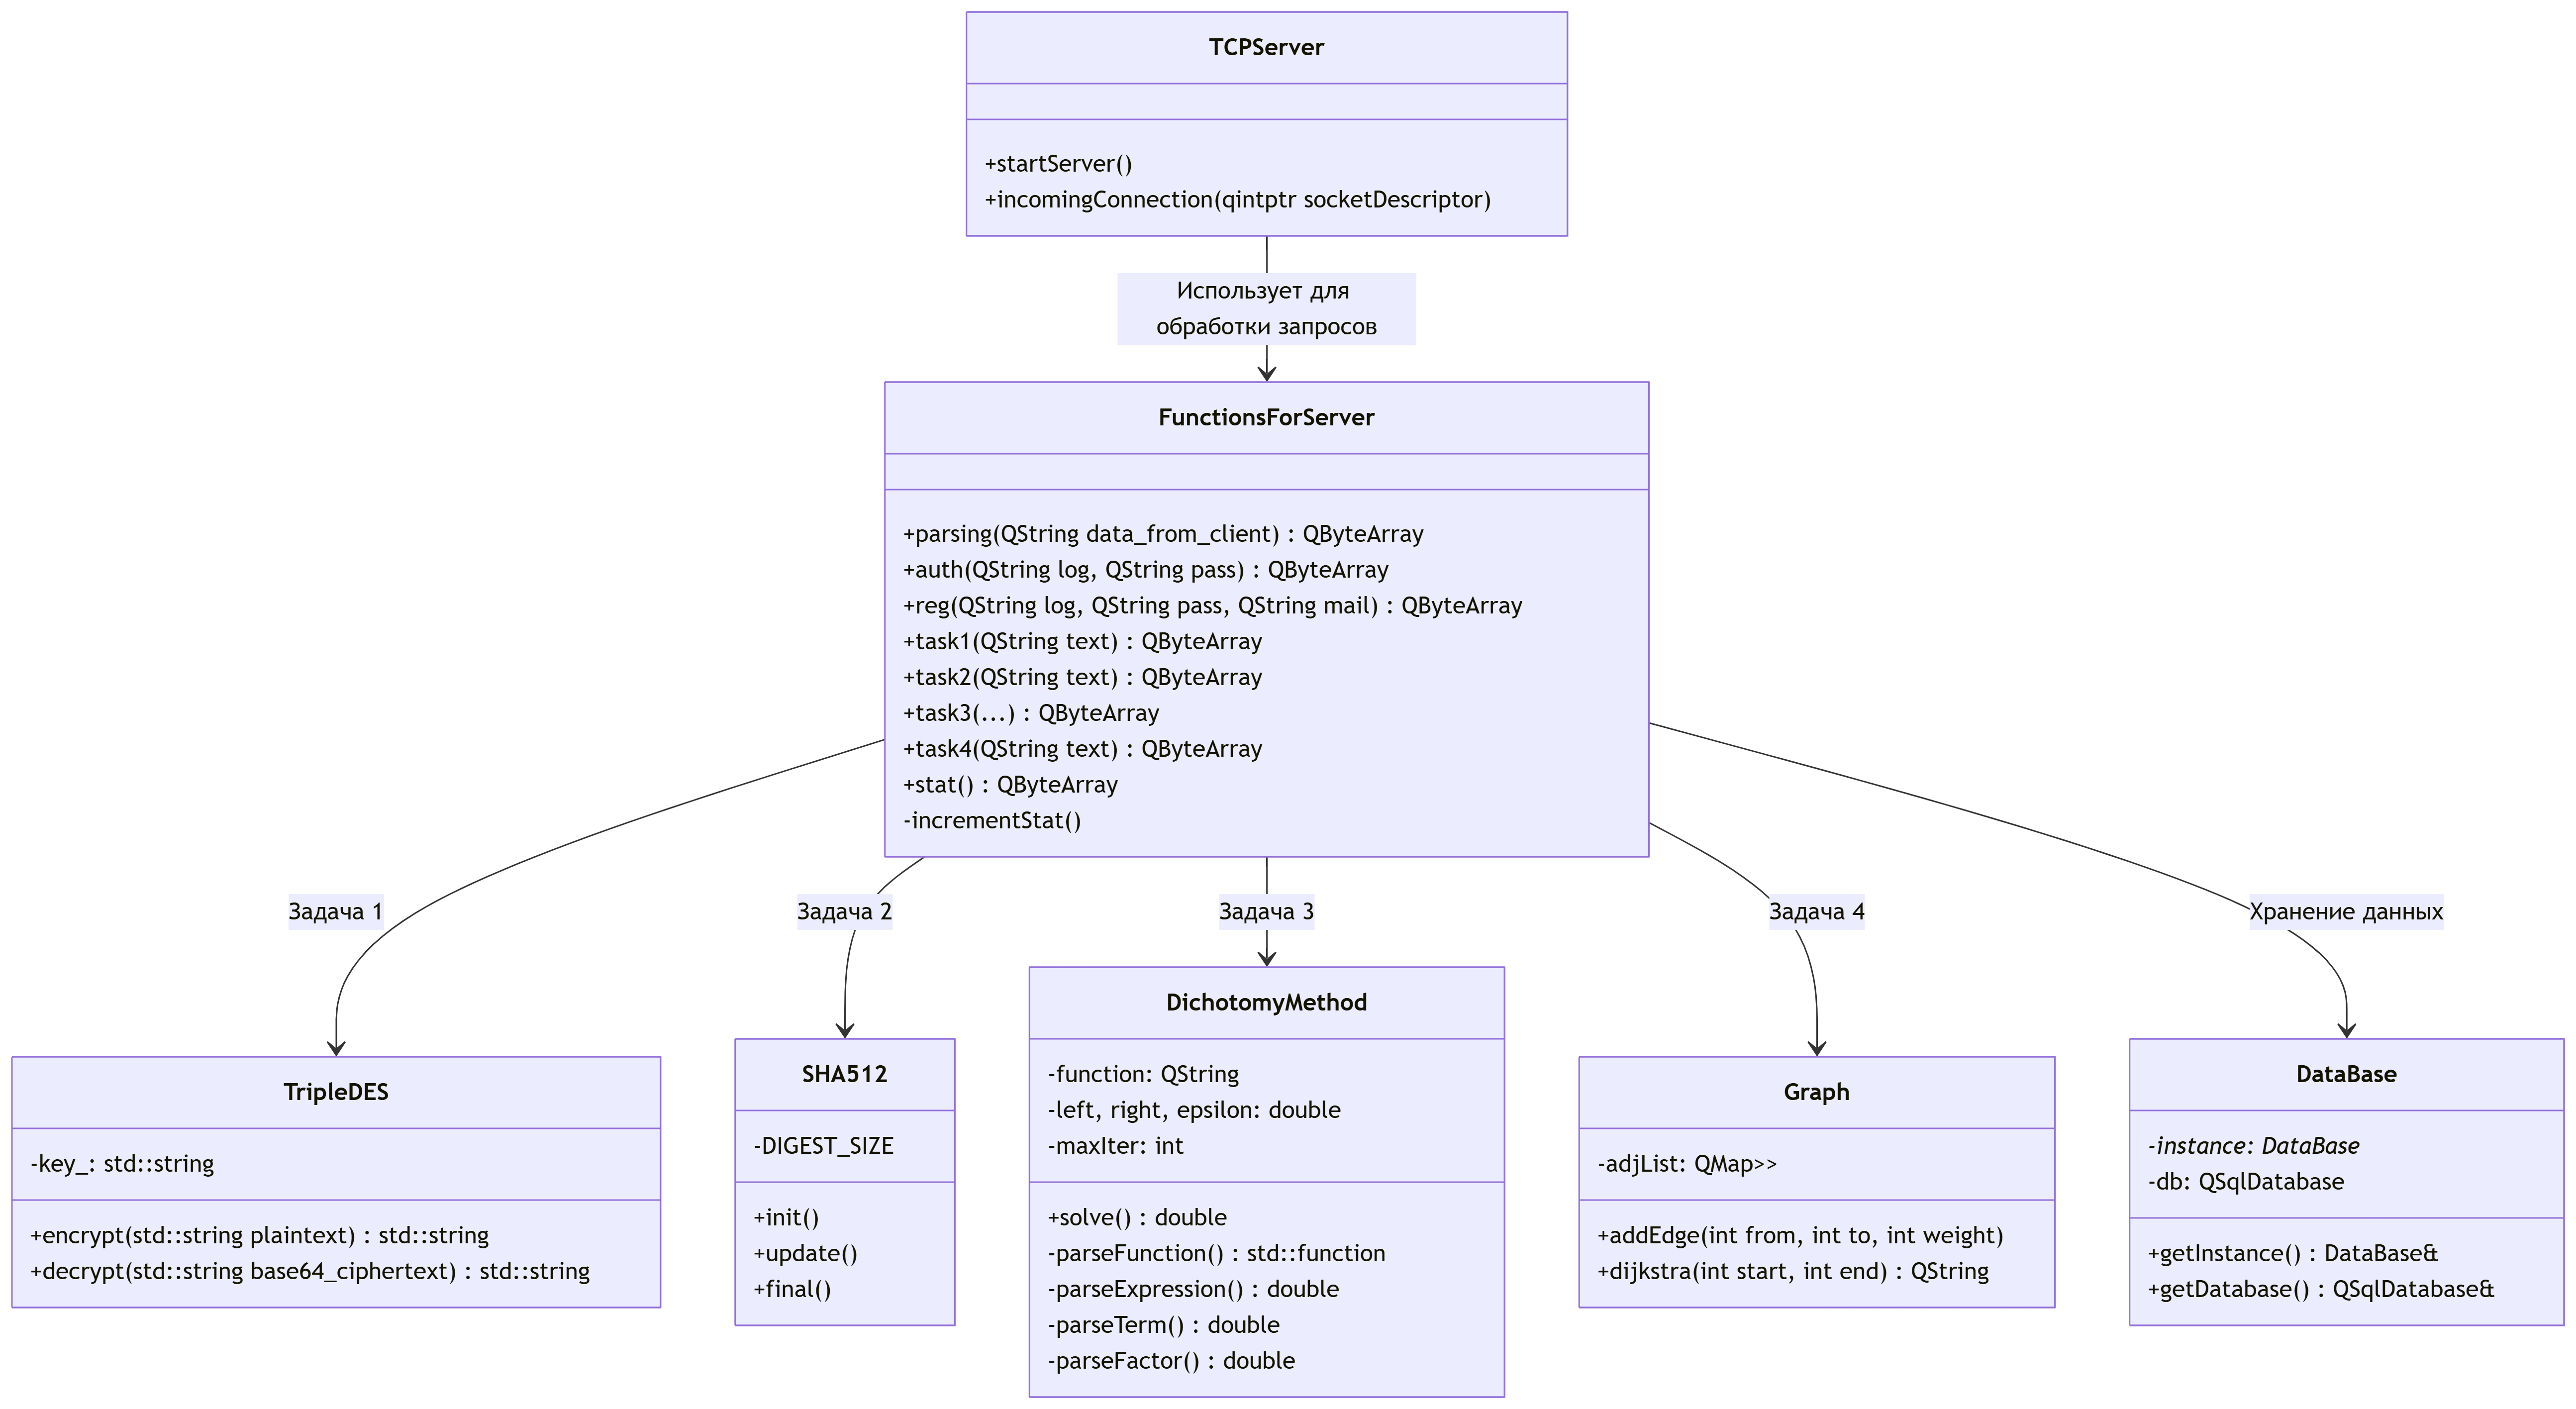 TCPServer
+startServer()
+incomingConnection(qintptr socketDescriptor)
Использует для
обработки запросов
FunctionsForServer
+parsing(QString data_from_client) : QByteArray
+auth(QString log, QString pass) : QByteArray
+reg(QString log, QString pass, QString mail) : QByteArray
+task1(QString text) : QByteArray
+task2(QString text) : QByteArray
+task3(...) : QByteArray
+task4(QString text) : QByteArray
+stat() : QByteArray
-incrementStat()
Задача 1
Задача 2
Задача 3
Задача 4
Хранение данных
TripleDES
-key_: std::string
+encrypt(std::string plaintext) : std::string
+decrypt(std::string base64_ciphertext) : std::string
SHA512
-DIGEST_SIZE
+init()
+update()
+final()
DichotomyMethod
-function: QString
-left, right, epsilon: double
-maxIter: int
+solve() : double
-parseFunction() : std::function
-parseExpression() : double
-parseTerm() : double
-parseFactor() : double
Graph
-adjList: QMap>>
+addEdge(int from, int to, int weight)
+dijkstra(int start, int end) : QString
DataBase
-instance: DataBase
-db: QSqlDatabase
+getInstance() : DataBase&
+getDatabase() : QSqlDatabase&